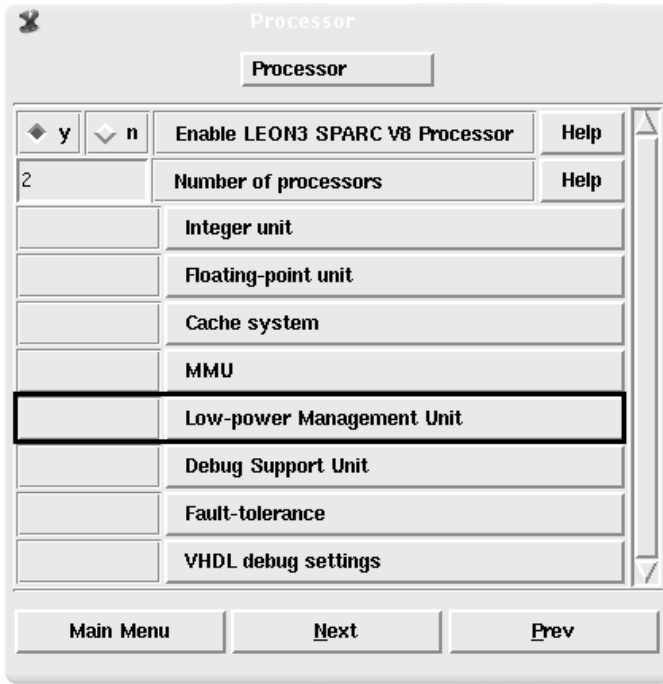 Processor
Processor
y n Enable LEON3 SPARC V8 Processor Help
2 Number of processors Help
Integer unit
Floating-point unit
Cache system
MMU
Low-power Management Unit
Debug Support Unit
Fault-tolerance
VHDL debug settings
Main Menu Next Prev